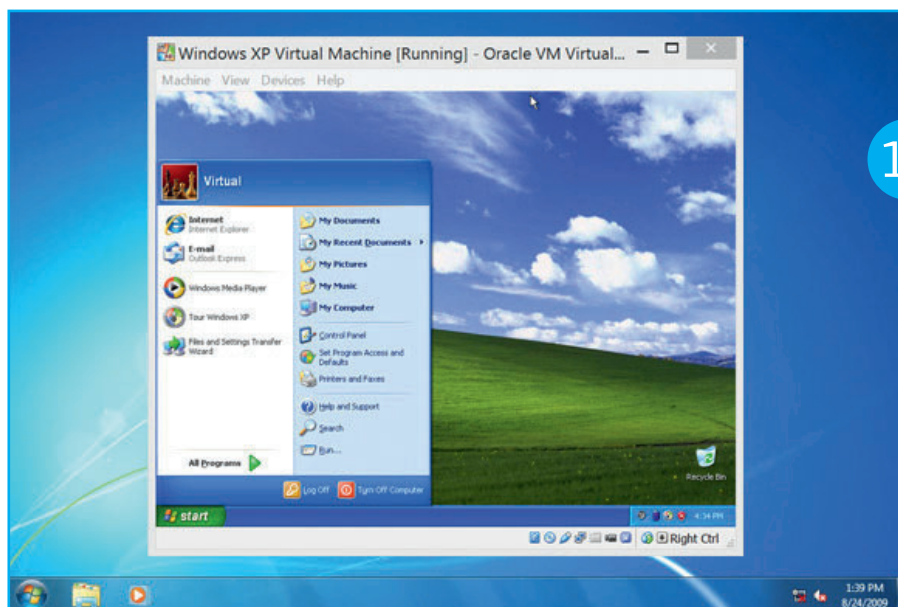 Windows XP Virtual Machine [Running] - Oracle VM Virtual...
Machine View Devices Help
Virtual
Internet
Internet Explorer
E-mail
Outlook Express
Windows Media Player
Tour Windows XP
Files and Settings Transfer
Wizard
All Programs
My Documents
My Recent Documents
My Pictures
My Music
My Computer
Control Panel
Set Program Access and
Defaults
Printers and Faxes
Help and Support
Search
Run...
Log Off Turn Off Computer
Recycle Bin
start
4:34 PM
Right Ctrl
1
1:39 PM
8/24/2009